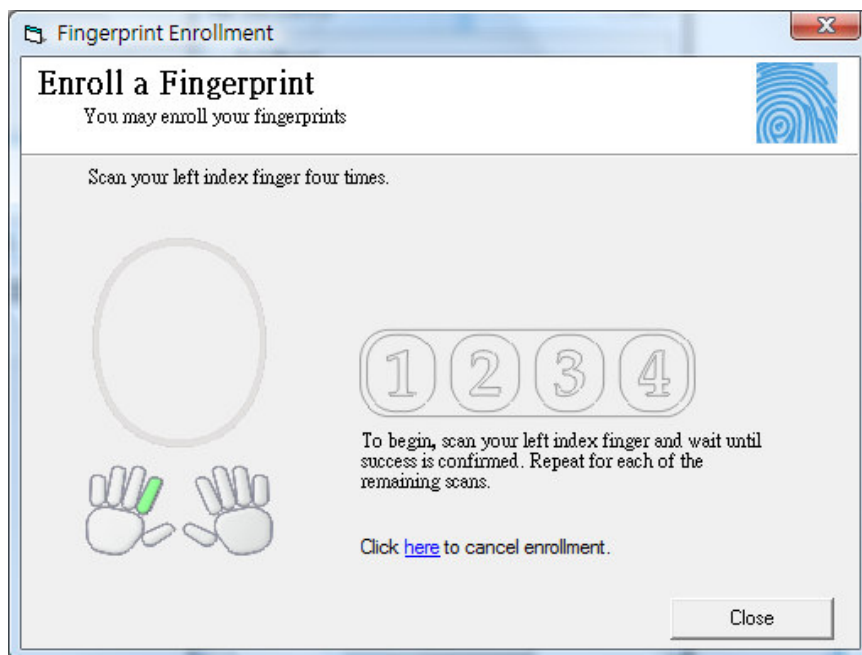 Fingerprint Enrollment
Enroll a Fingerprint
You may enroll your fingerprints
Scan your left index finger four times.
1 2 3 4
To begin, scan your left index finger and wait until
success is confirmed. Repeat for each of the
remaining scans.
Click here to cancel enrollment.
Close